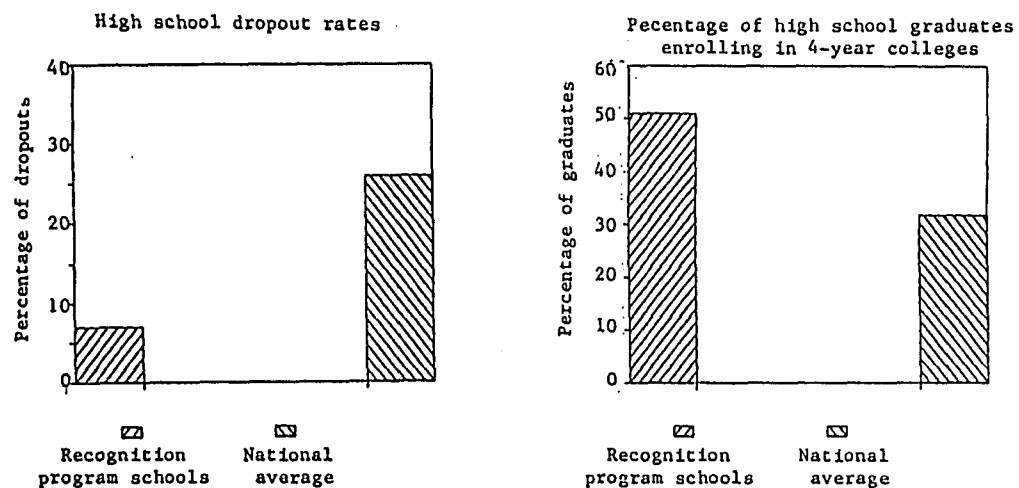 High school dropout rates
Percentage of dropouts
40
30
20
10
0
Recognition
program schools
National
average
Pecentage of high school graduates
enrolling in 4-year colleges
Percentage of graduates
60
50
40
30
20
10
0
Recognition
program schools
National
average